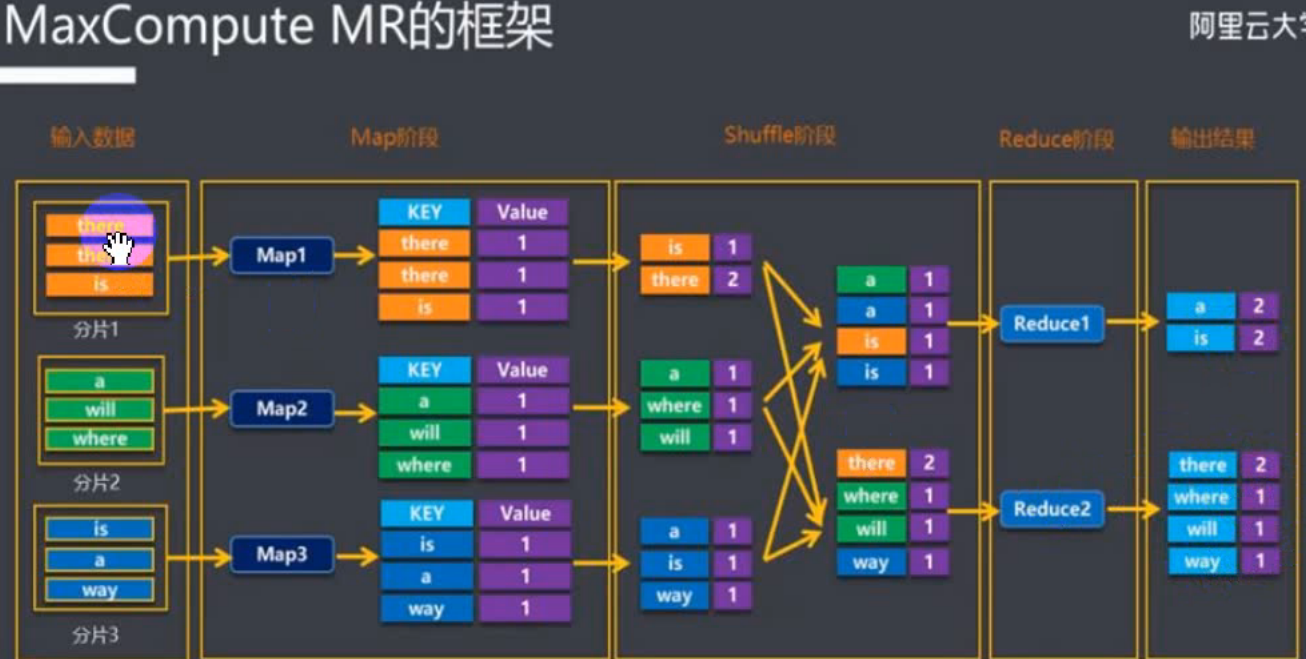 MaxCompute MR的框架
阿里云大学
输入数据
Map阶段
Shuffle阶段
Reduce阶段
输出结果
there
the
is
分片1
a
will
where
分片2
is
a
way
分片3
Map1
Map2
Map3
KEY Value
there 1
there 1
is 1
KEY Value
a 1
will 1
where 1
KEY Value
is 1
a 1
way 1
is 1
there 2
a 1
where 1
will 1
a 1
is 1
way 1
a 1
a 1
is 1
is 1
there 2
where 1
will 1
way 1
Reduce1
Reduce2
a 2
is 2
there 2
where 1
will 1
way 1